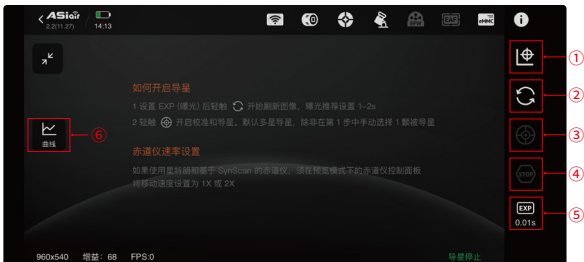 ASiair
2.2(11.27)
14:13
EAF
eMMC
如何开启导星
1 设置 EXP (曝光) 后轻触 开始刷新图像，曝光推荐设置 1-2s
2 轻触 开启校准和导星。默认多星导星，除非在第 1 步中手动选择 1 颗被导星
赤道仪速率设置
如果使用星特朗和基于 SynScan 的赤道仪，须在预览模式下的赤道仪控制面板
将移动速度设置为 1X 或 2X
曲线
⑥
①
②
③
STOP
④
EXP
0.01s
⑤
960x540 增益：68 FPS:0
导星停止